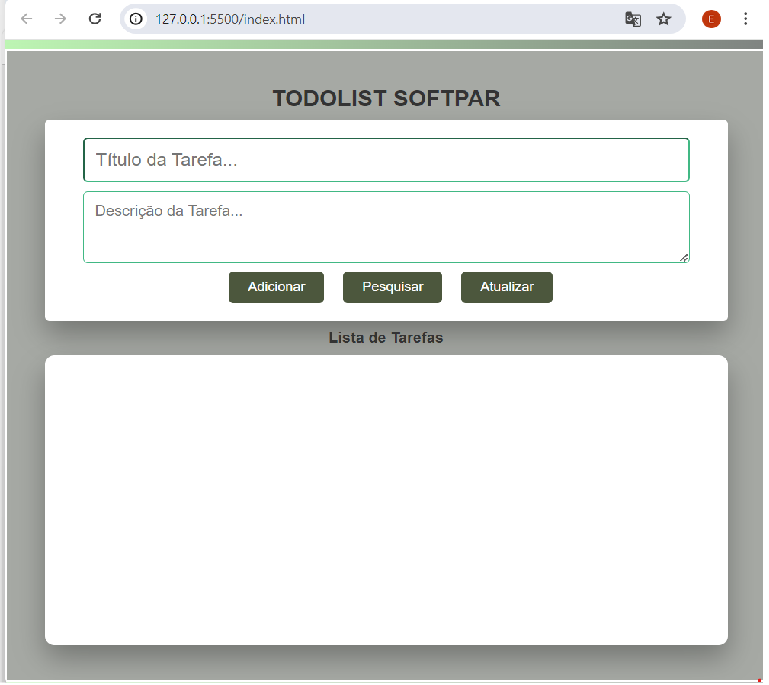 127.0.0.1:5500/index.html
E
TODOLIST SOFTPAR
Título da Tarefa...
Descrição da Tarefa...
Adicionar Pesquisar Atualizar
Lista de Tarefas